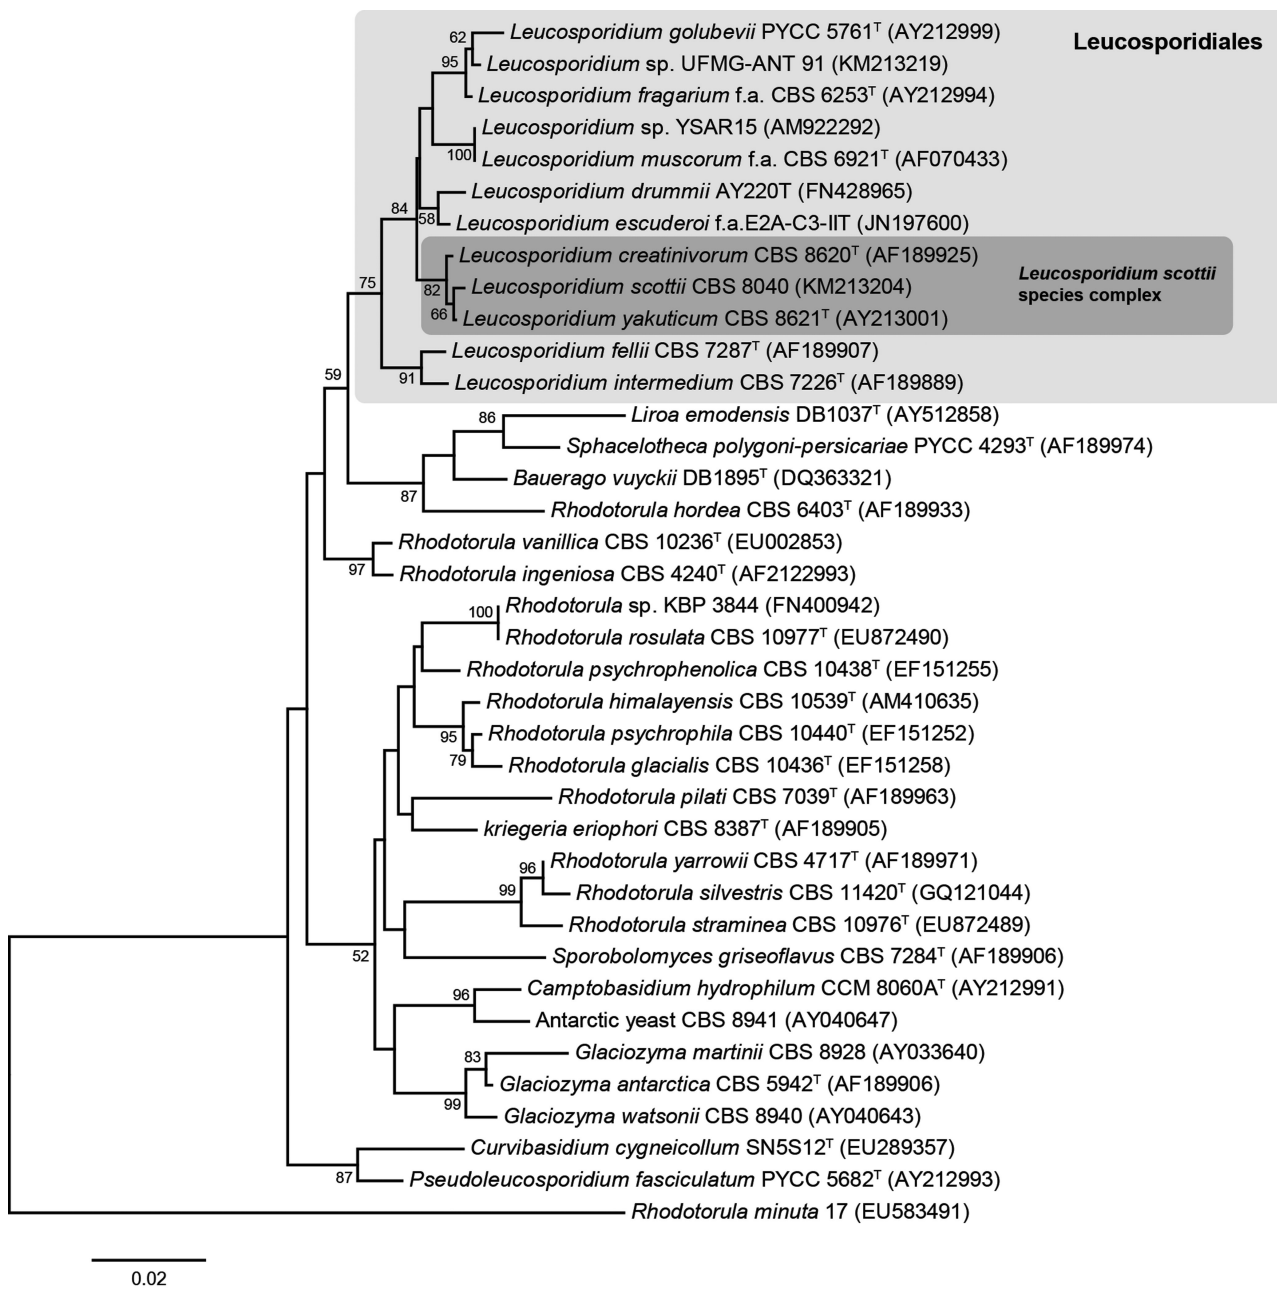 62 Leucosporidium golubevii PYCC 5761ᵀ (AY212999)
Leucosporidiales
95 Leucosporidium sp. UFMG-ANT 91 (KM213219)
Leucosporidium fragarium f.a. CBS 6253ᵀ (AY212994)
Leucosporidium sp. YSAR15 (AM922292)
100 Leucosporidium muscorum f.a. CBS 6921ᵀ (AF070433)
Leucosporidium drummii AY220T (FN428965)
84 58 Leucosporidium escuderoi f.a.E2A-C3-IIT (JN197600)
Leucosporidium creatinivorum CBS 8620ᵀ (AF189925)
75 82 Leucosporidium scottii CBS 8040 (KM213204)
Leucosporidium scottii
species complex
66 Leucosporidium yakuticum CBS 8621ᵀ (AY213001)
Leucosporidium fellii CBS 7287ᵀ (AF189907)
59 91 Leucosporidium intermedium CBS 7226ᵀ (AF189889)
86 Liroa emodensis DB1037ᵀ (AY512858)
Sphacelotheca polygoni-persicariae PYCC 4293ᵀ (AF189974)
Bauerago vuyckii DB1895ᵀ (DQ363321)
87 Rhodotorula hordea CBS 6403ᵀ (AF189933)
Rhodotorula vanillica CBS 10236ᵀ (EU002853)
97 Rhodotorula ingeniosa CBS 4240ᵀ (AF2122993)
100 Rhodotorula sp. KBP 3844 (FN400942)
Rhodotorula rosulata CBS 10977ᵀ (EU872490)
Rhodotorula psychrophenolica CBS 10438ᵀ (EF151255)
Rhodotorula himalayensis CBS 10539ᵀ (AM410635)
95 Rhodotorula psychrophila CBS 10440ᵀ (EF151252)
79 Rhodotorula glacialis CBS 10436ᵀ (EF151258)
Rhodotorula pilati CBS 7039ᵀ (AF189963)
kriegeria eriophori CBS 8387ᵀ (AF189905)
96 Rhodotorula yarrowii CBS 4717ᵀ (AF189971)
99 Rhodotorula silvestris CBS 11420ᵀ (GQ121044)
Rhodotorula straminea CBS 10976ᵀ (EU872489)
52 Sporobolomyces griseoflavus CBS 7284ᵀ (AF189906)
96 Camptobasidium hydrophilum CCM 8060Aᵀ (AY212991)
Antarctic yeast CBS 8941 (AY040647)
83 Glaciozyma martinii CBS 8928 (AY033640)
Glaciozyma antarctica CBS 5942ᵀ (AF189906)
99 Glaciozyma watsonii CBS 8940 (AY040643)
Curvibasidium cygneicollum SN5S12ᵀ (EU289357)
87 Pseudoleucosporidium fasciculatum PYCC 5682ᵀ (AY212993)
Rhodotorula minuta 17 (EU583491)
0.02